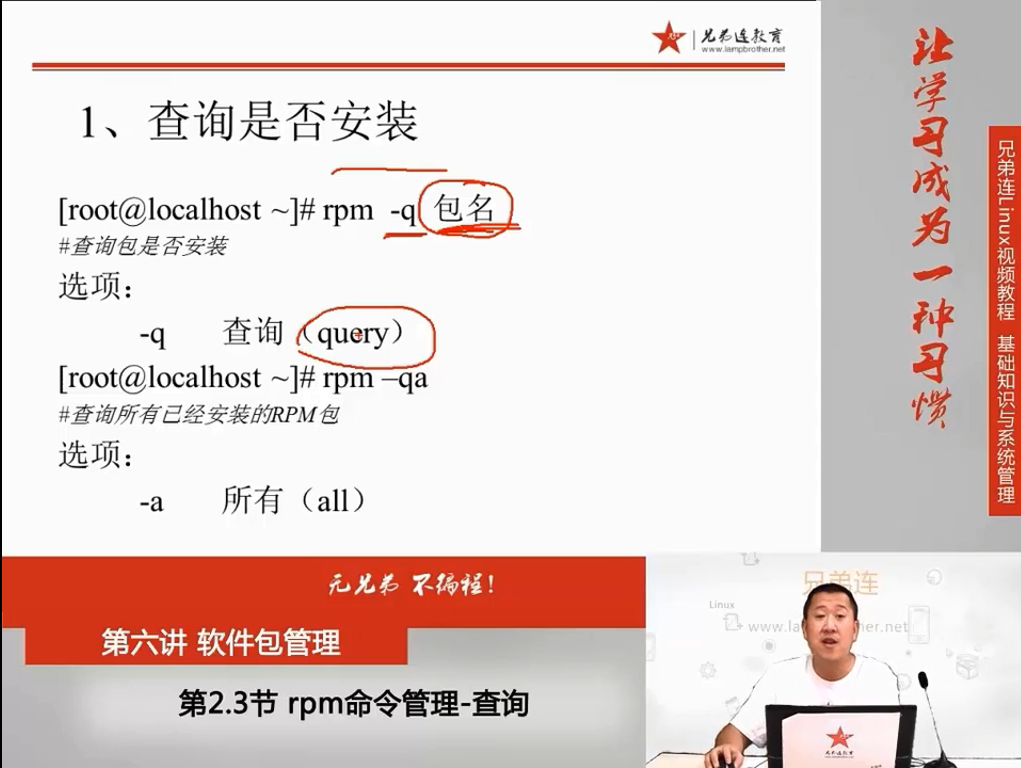 兄弟连教育
www.lampbrother.net
1、查询是否安装
[root@localhost ~]# rpm -q 包名
#查询包是否安装
选项：
-q 查询（query）
[root@localhost ~]# rpm –qa
#查询所有已经安装的RPM包
选项：
-a 所有（all）
让学习成为一种习惯
兄弟连Linux视频教程 基础知识与系统管理
无兄弟 不编程！
第六讲 软件包管理
第2.3节 rpm命令管理-查询
兄弟连
Linux
兄弟连教育